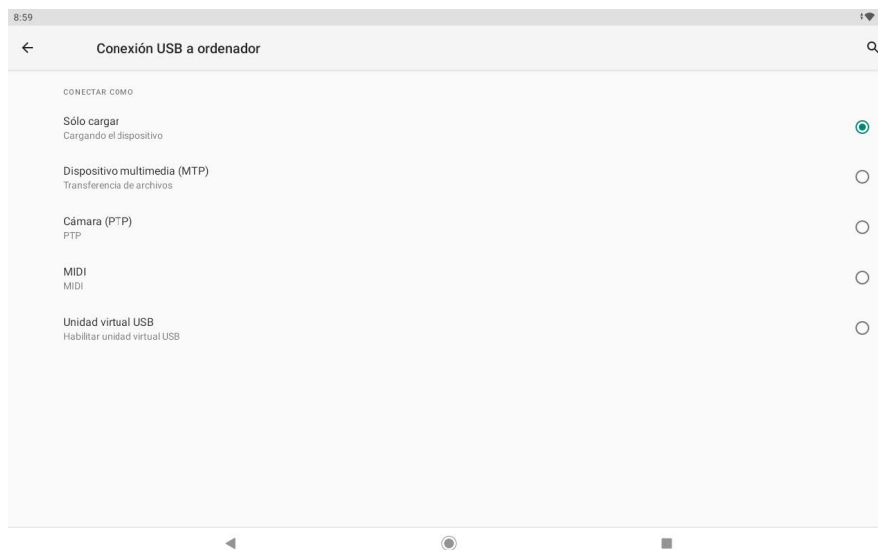 8:59
Conexión USB a ordenador
CONECTAR COMO
Sólo cargar
Cargando el dispositivo
Dispositivo multimedia (MTP)
Transferencia de archivos
Cámara (PTP)
PTP
MIDI
MIDI
Unidad virtual USB
Habilitar unidad virtual USB